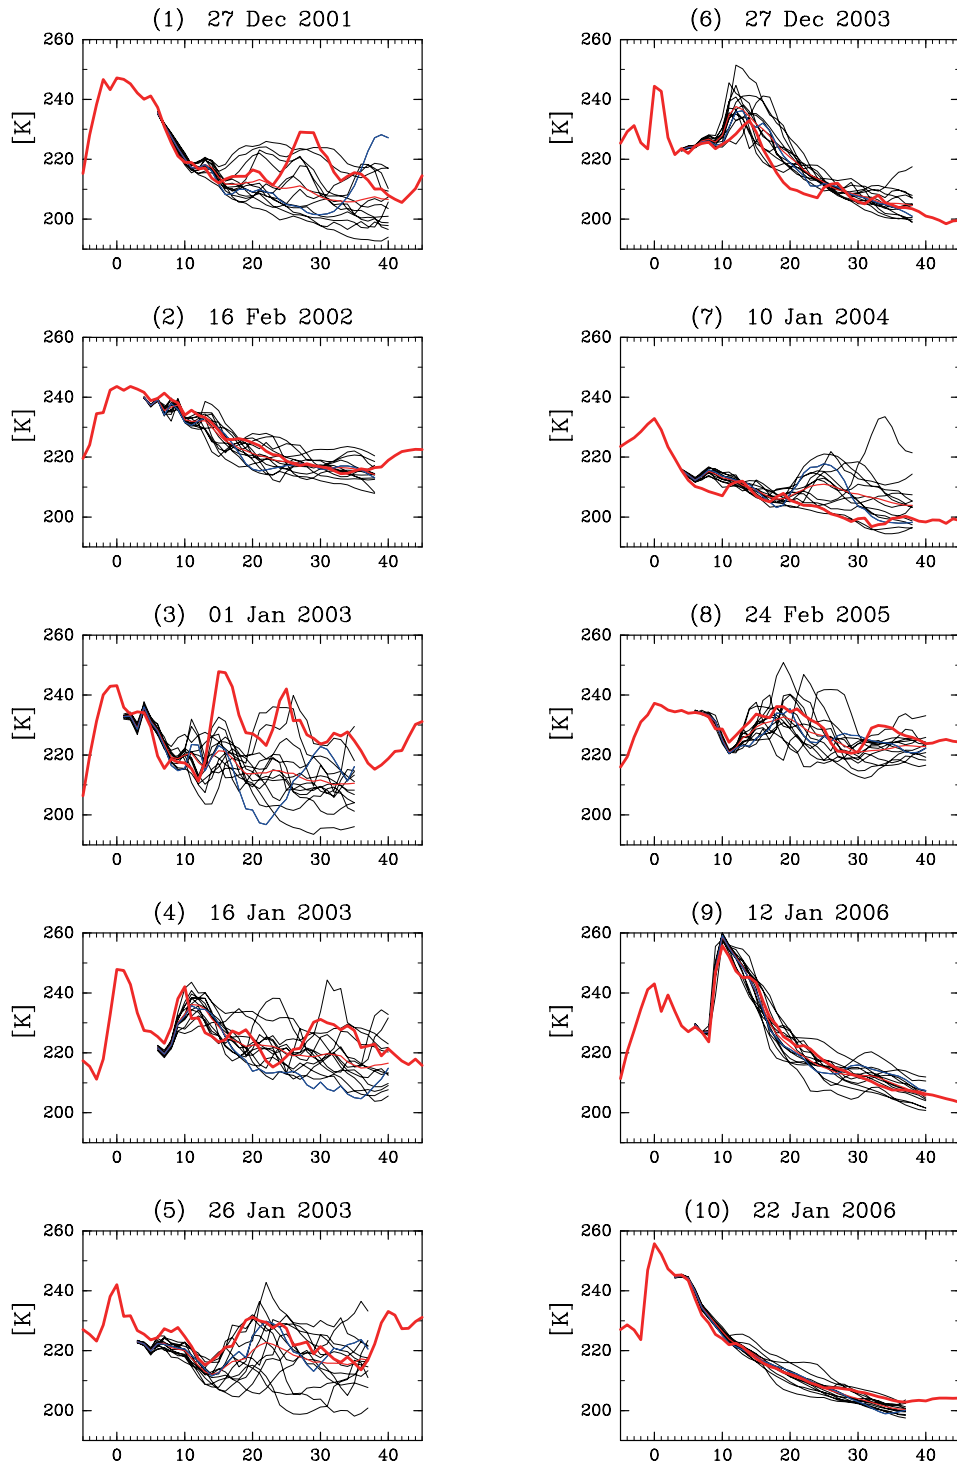 (1) 27 Dec 2001
[K]
260
240
220
200
0 10 20 30 40
(2) 16 Feb 2002
[K]
260
240
220
200
0 10 20 30 40
(3) 01 Jan 2003
[K]
260
240
220
200
0 10 20 30 40
(4) 16 Jan 2003
[K]
260
240
220
200
0 10 20 30 40
(5) 26 Jan 2003
[K]
260
240
220
200
0 10 20 30 40
(6) 27 Dec 2003
[K]
260
240
220
200
0 10 20 30 40
(7) 10 Jan 2004
[K]
260
240
220
200
0 10 20 30 40
(8) 24 Feb 2005
[K]
260
240
220
200
0 10 20 30 40
(9) 12 Jan 2006
[K]
260
240
220
200
0 10 20 30 40
(10) 22 Jan 2006
[K]
260
240
220
200
0 10 20 30 40